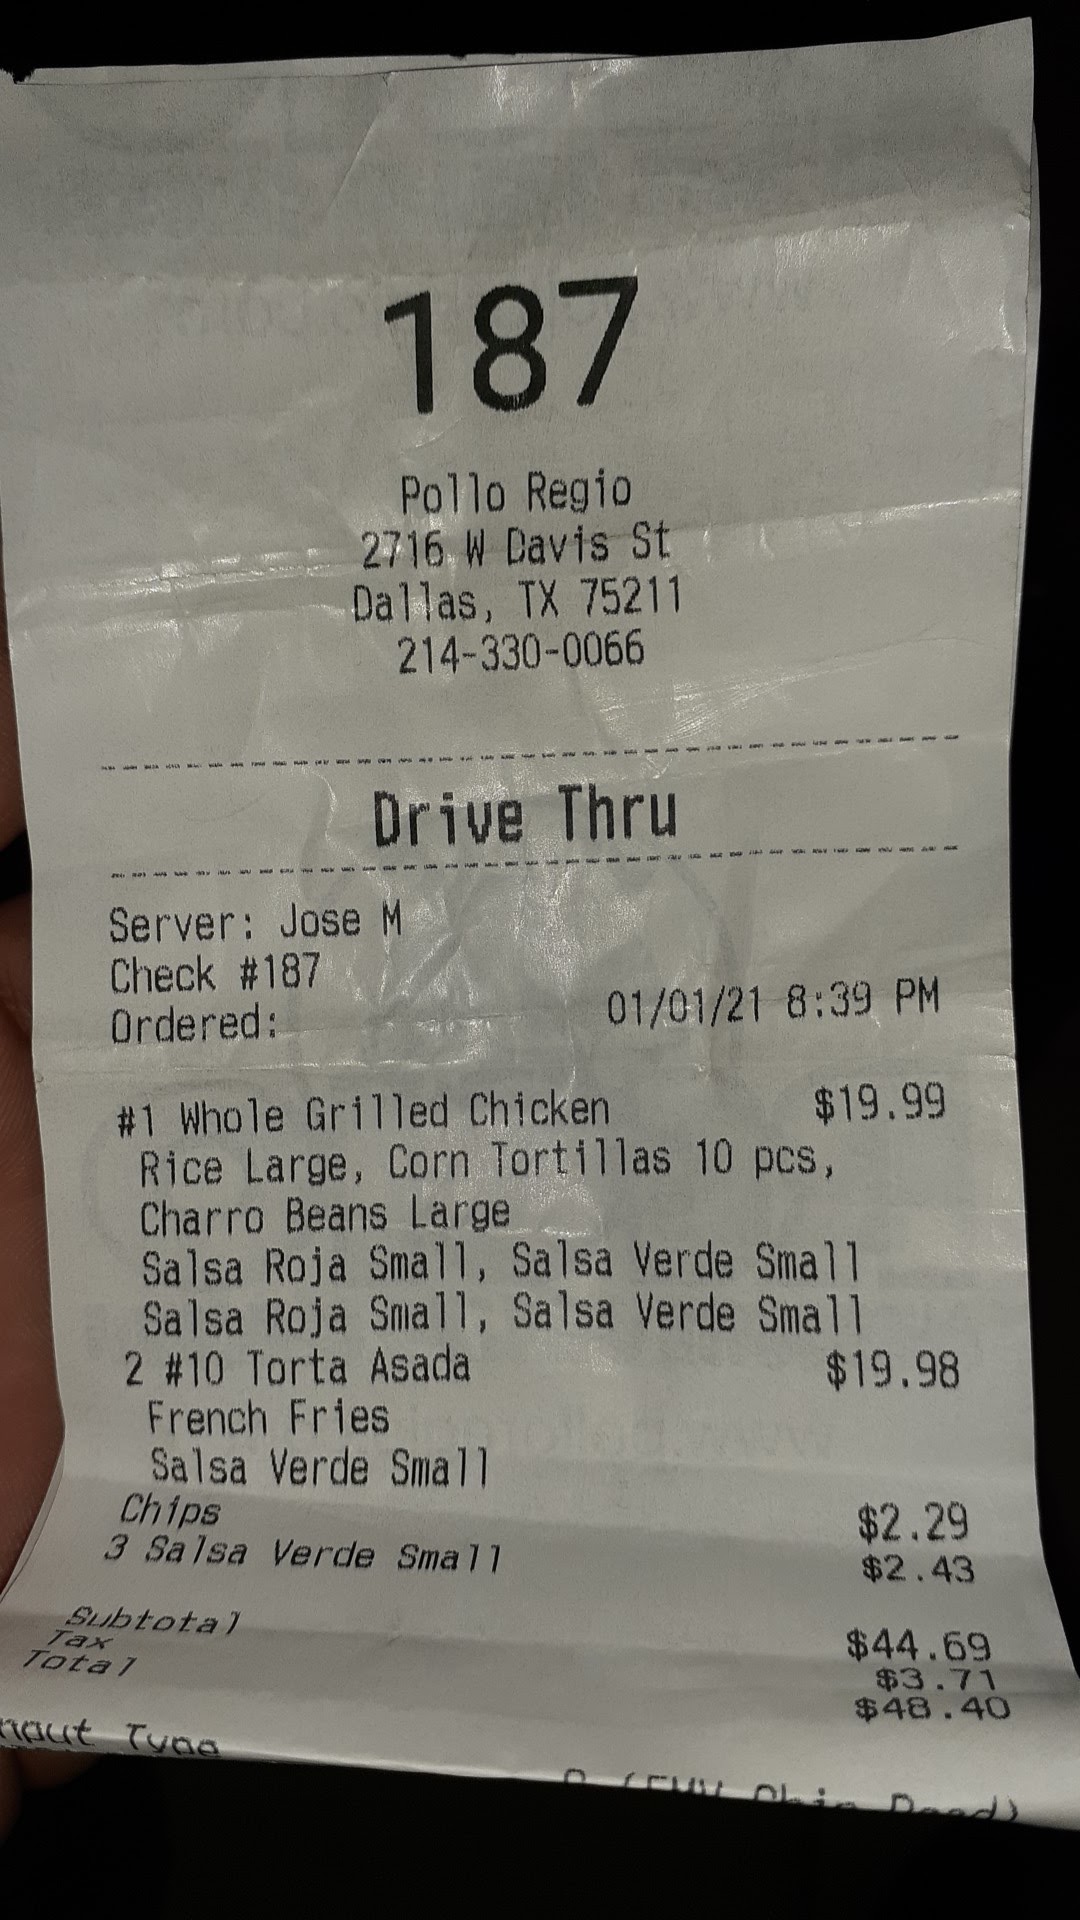 187
Pollo Regio
2716 W Davis St
Dallas, TX 75211
214-330-0066
Drive Thru
Server: Jose M
Check #187
Ordered: 01/01/21 8:39 PM
#1 Whole Grilled Chicken $19.99
Rice Large, Corn Tortillas 10 pcs,
Charro Beans Large
Salsa Roja Small, Salsa Verde Small
Salsa Roja Small, Salsa Verde Small
2 #10 Torta Asada $19.98
French Fries
Salsa Verde Small
Chips $2.29
3 Salsa Verde Small $2.43
Subtotal $44.69
Tax $3.71
Total $48.40
Type